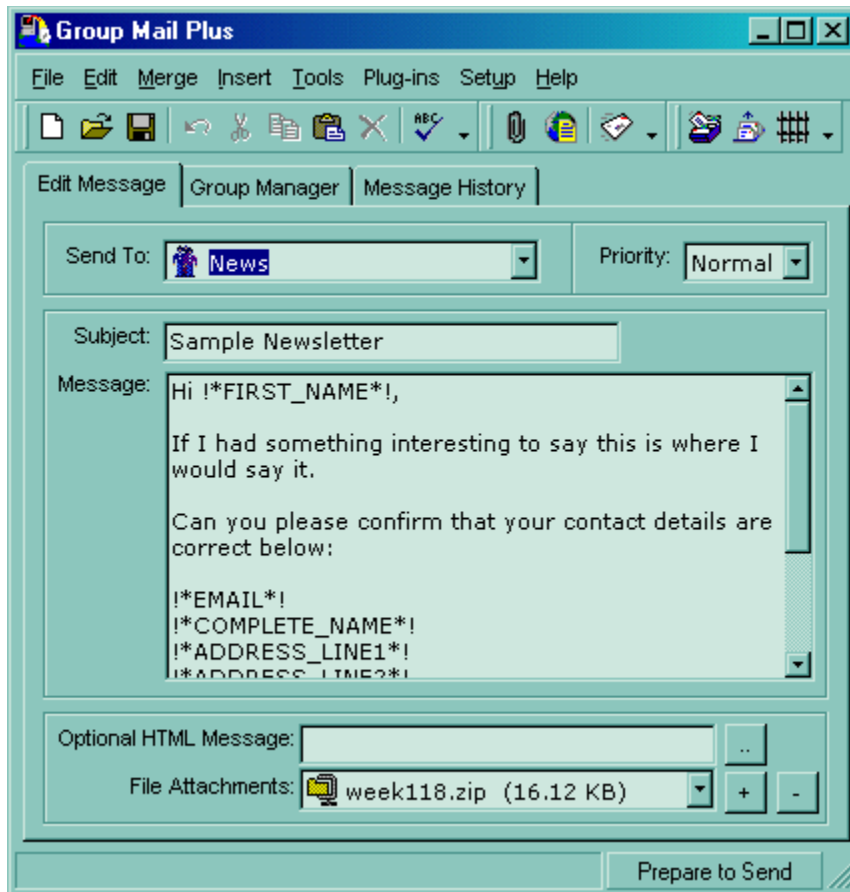 Group Mail Plus
File Edit Merge Insert Tools Plug-ins Setup Help
ABC
Edit Message Group Manager Message History
Send To: News Priority: Normal
Subject: Sample Newsletter
Message: Hi !*FIRST_NAME*!,
If I had something interesting to say this is where I
would say it.
Can you please confirm that your contact details are
correct below:
!*EMAIL*!
!*COMPLETE_NAME*!
!*ADDRESS_LINE1*!
!*ADDRESS_LINE2*!
Optional HTML Message: ..
File Attachments: week118.zip (16.12 KB) + -
Prepare to Send